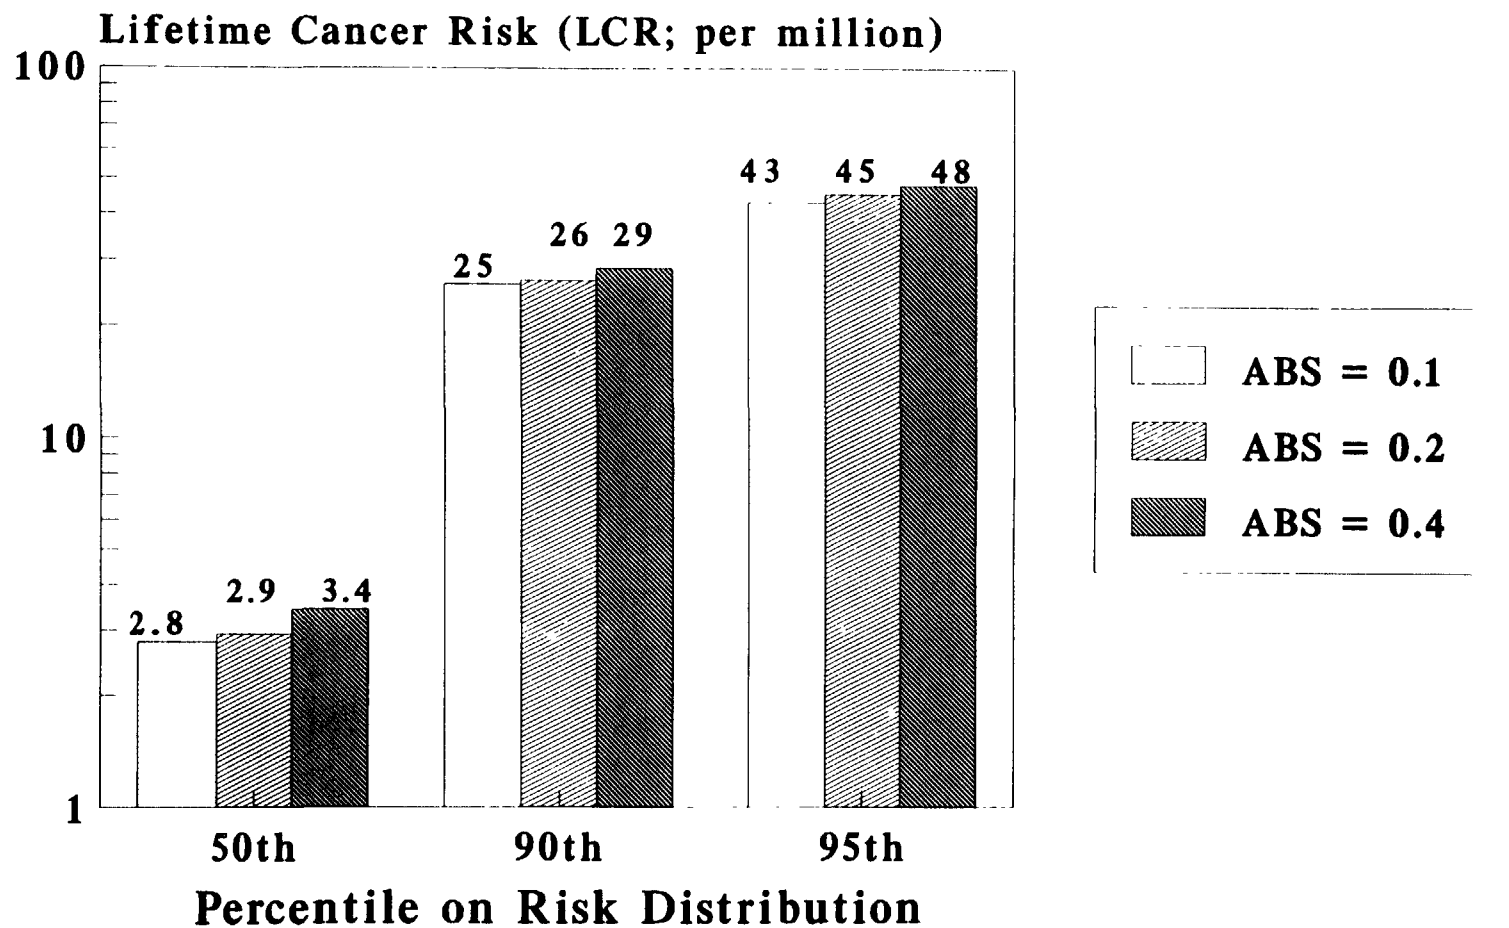 Lifetime Cancer Risk (LCR; per million)
100
10
1
2.8
2.9
3.4
25
26
29
43
45
48
50th
90th
95th
Percentile on Risk Distribution
ABS = 0.1
ABS = 0.2
ABS = 0.4